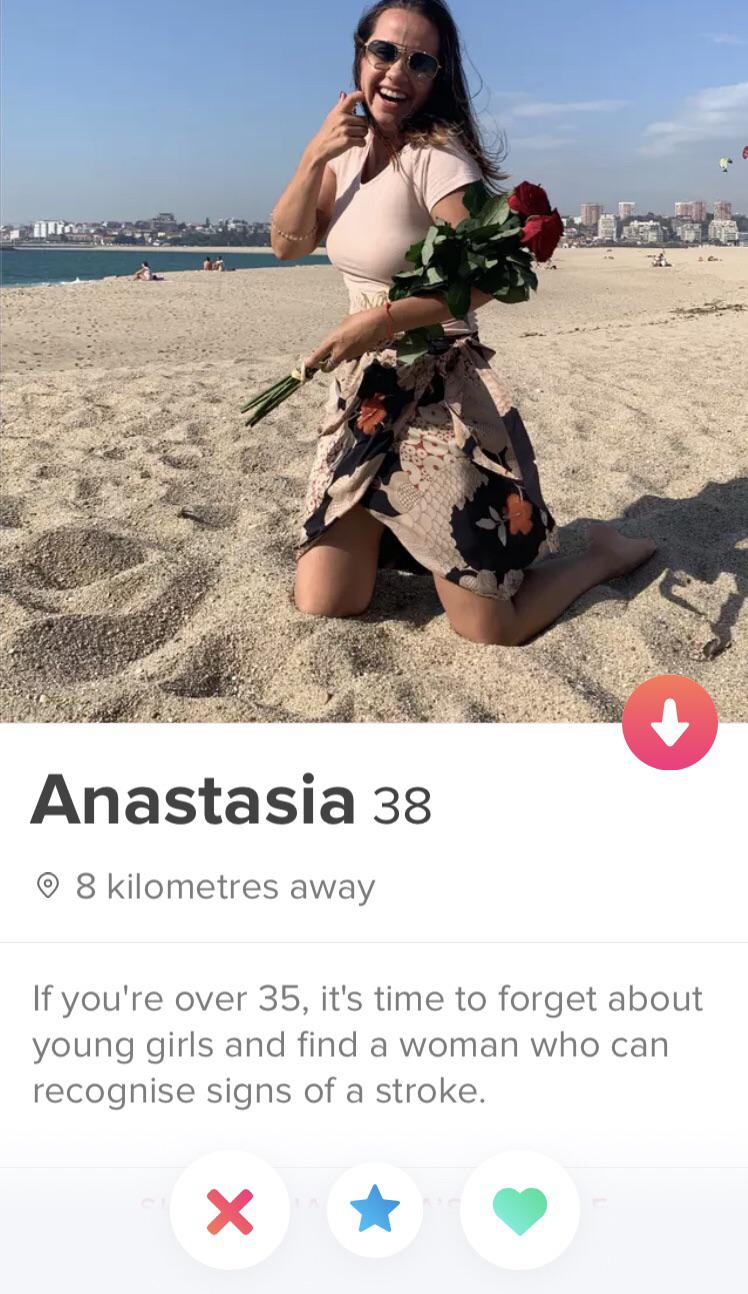 Anastasia 38
8 kilometres away
If you're over 35, it's time to forget about
young girls and find a woman who can
recognise signs of a stroke.